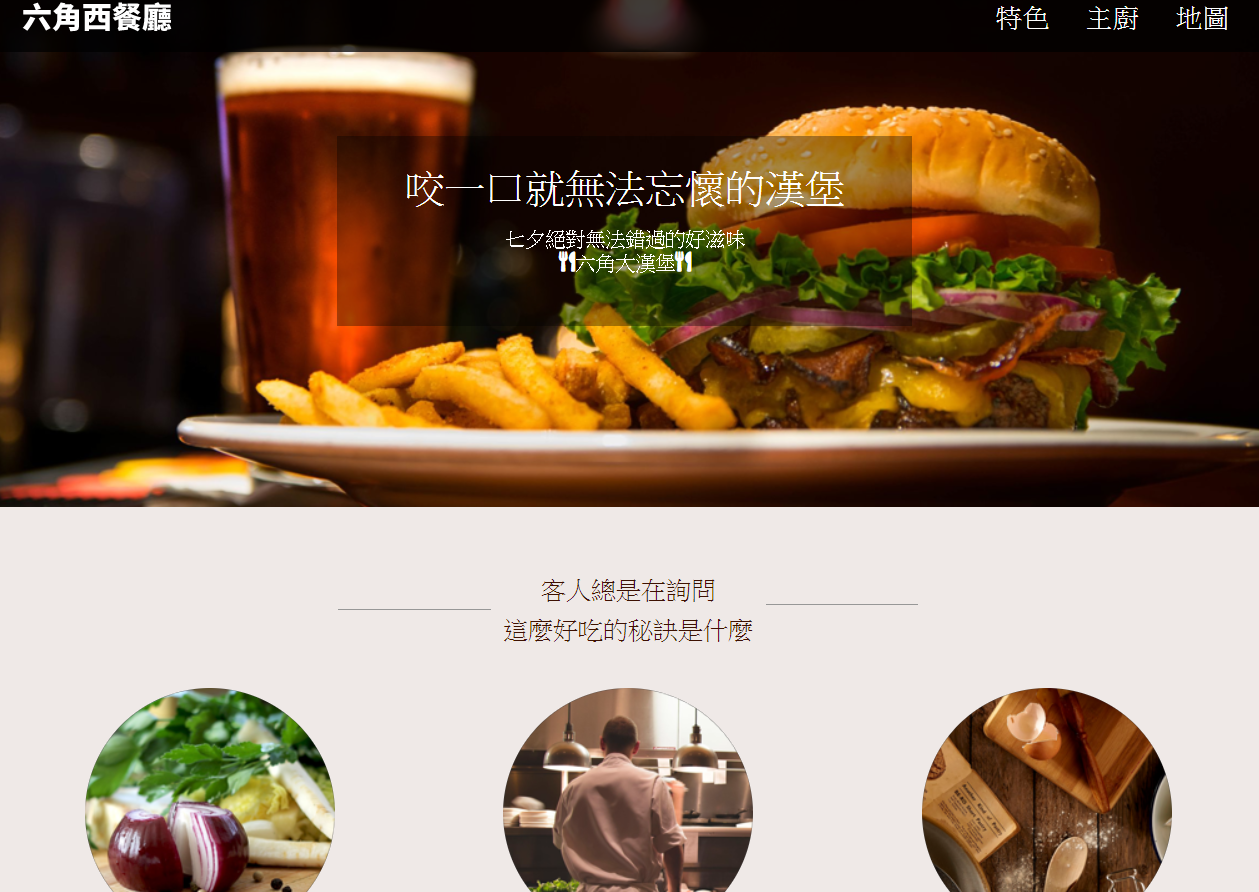 六角西餐廳
特色 主廚 地圖
咬一口就無法忘懷的漢堡
七夕絕對無法錯過的好滋味
六角大漢堡
客人總是在詢問
這麼好吃的秘訣是什麼